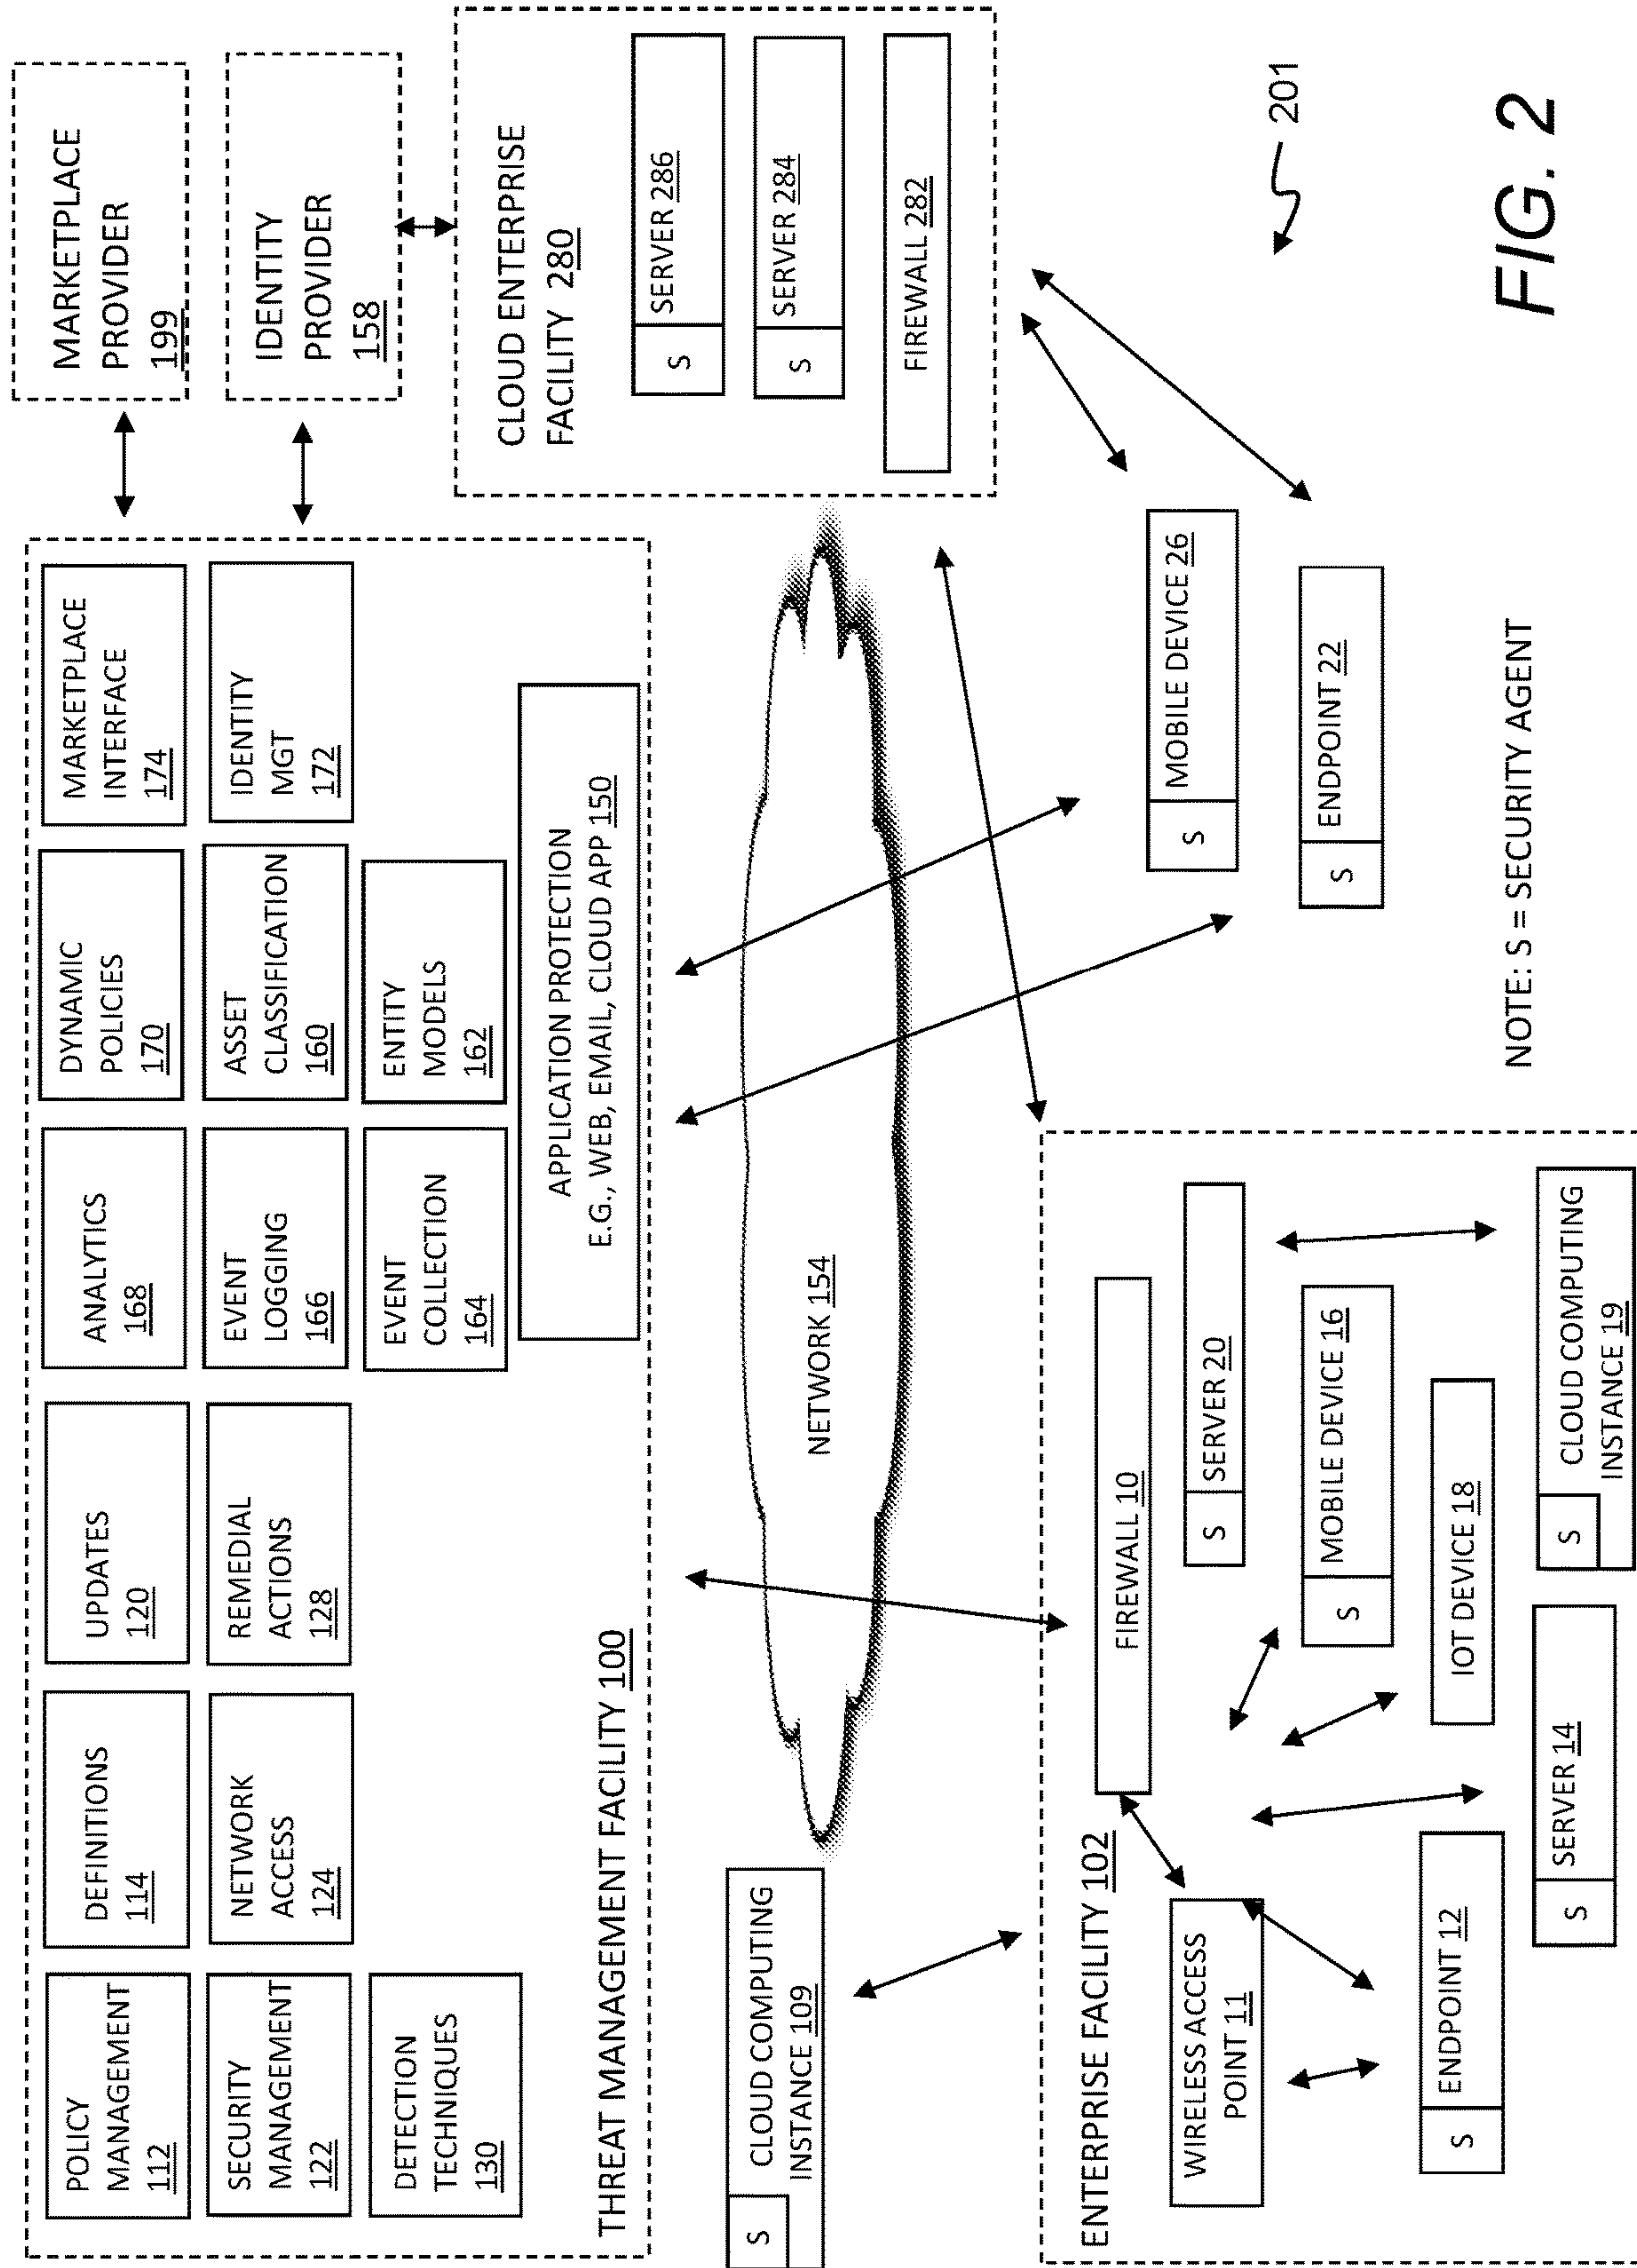 POLICY
MANAGEMENT
112
DEFINITIONS
114
UPDATES
120
ANALYTICS
168
DYNAMIC
POLICIES
170
MARKETPLACE
INTERFACE
174
MARKETPLACE
PROVIDER
199
SECURITY
MANAGEMENT
122
NETWORK
ACCESS
124
REMEDIAL
ACTIONS
128
EVENT
LOGGING
166
ASSET
CLASSIFICATION
160
IDENTITY
MGT
172
IDENTITY
PROVIDER
158
DETECTION
TECHNIQUES
130
EVENT
COLLECTION
164
ENTITY
MODELS
162
APPLICATION PROTECTION
E.G., WEB, EMAIL, CLOUD APP 150
THREAT MANAGEMENT FACILITY 100
CLOUD ENTERPRISE
FACILITY 280
S SERVER 286
S SERVER 284
FIREWALL 282
S
CLOUD COMPUTING
INSTANCE 109
NETWORK 154
ENTERPRISE FACILITY 102
FIREWALL 10
WIRELESS ACCESS
POINT 11
S SERVER 20
S MOBILE DEVICE 16
S ENDPOINT 12
IOT DEVICE 18
S SERVER 14
S
CLOUD COMPUTING
INSTANCE 19
S MOBILE DEVICE 26
S ENDPOINT 22
201
NOTE: S = SECURITY AGENT
FIG. 2